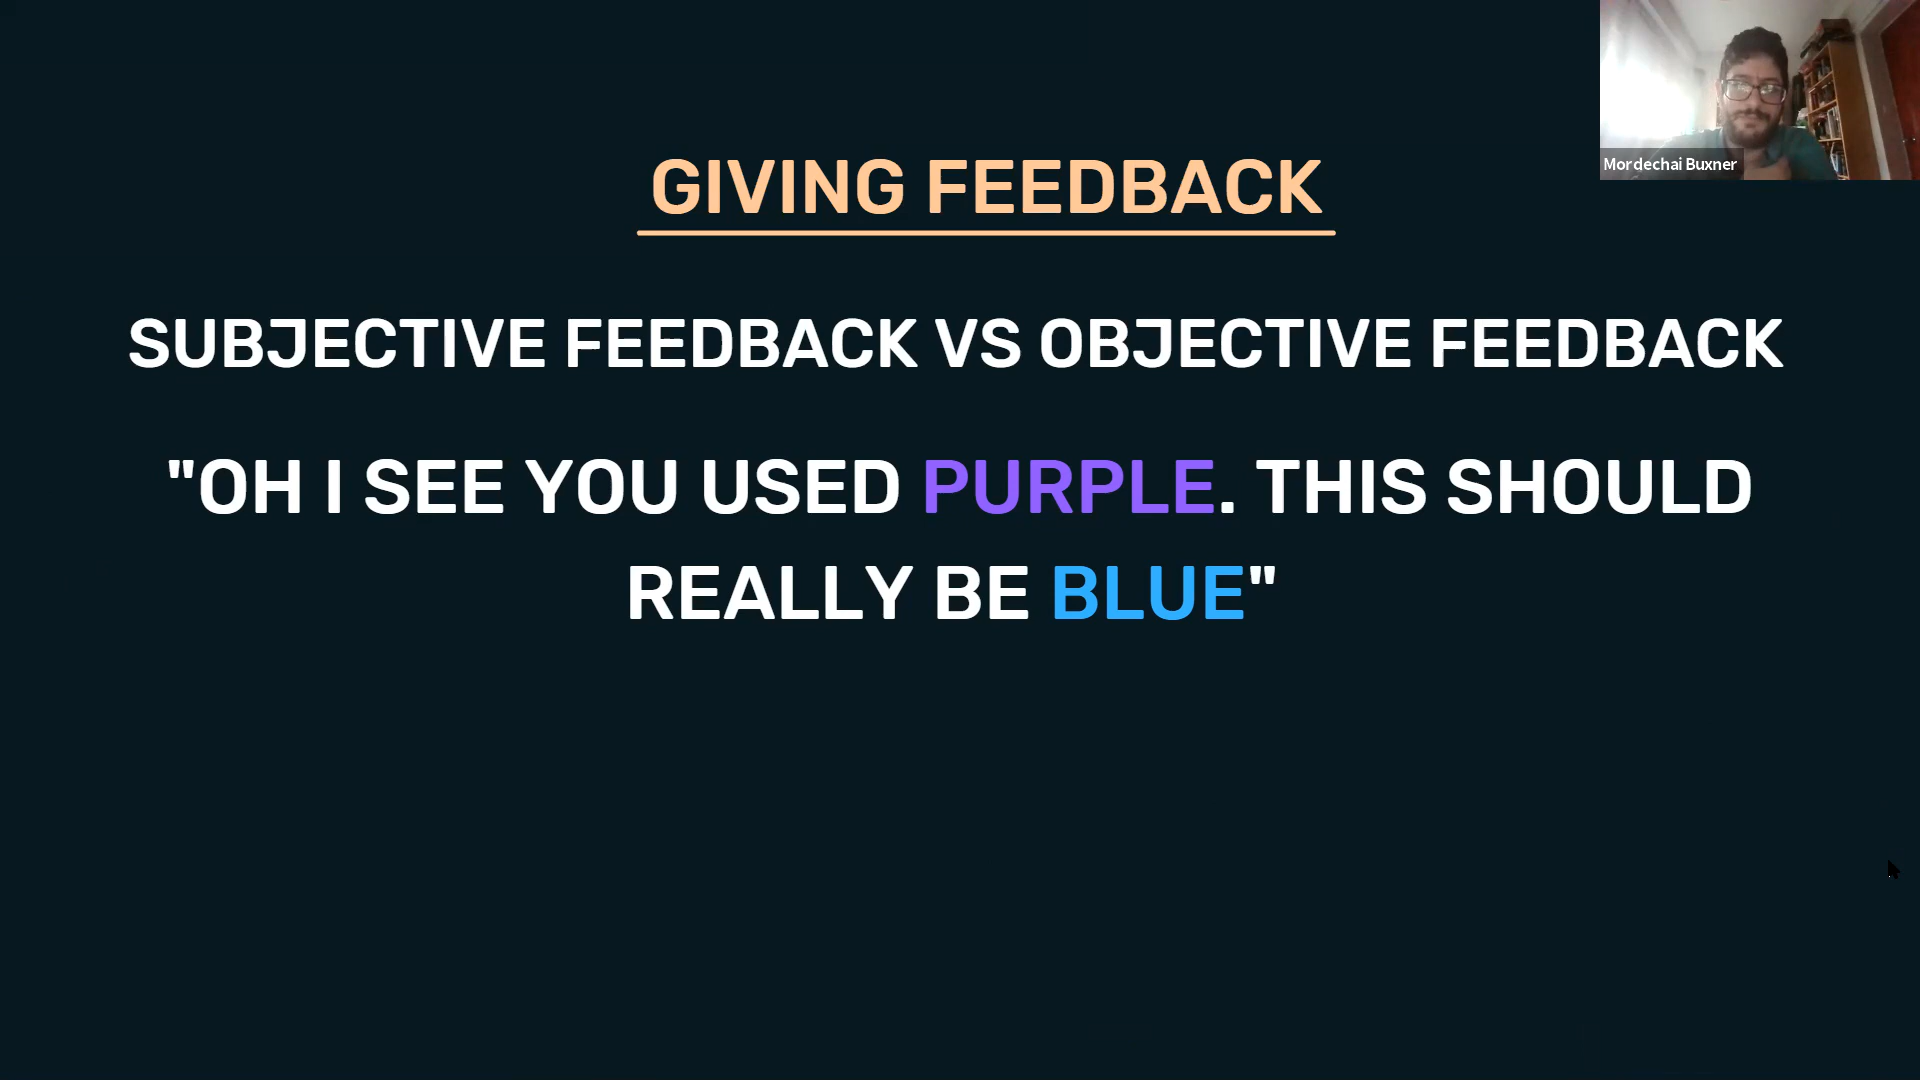 GIVING FEEDBACK
SUBJECTIVE FEEDBACK VS OBJECTIVE FEEDBACK
"OH I SEE YOU USED PURPLE. THIS SHOULD
REALLY BE BLUE"
Mordechai Buxner